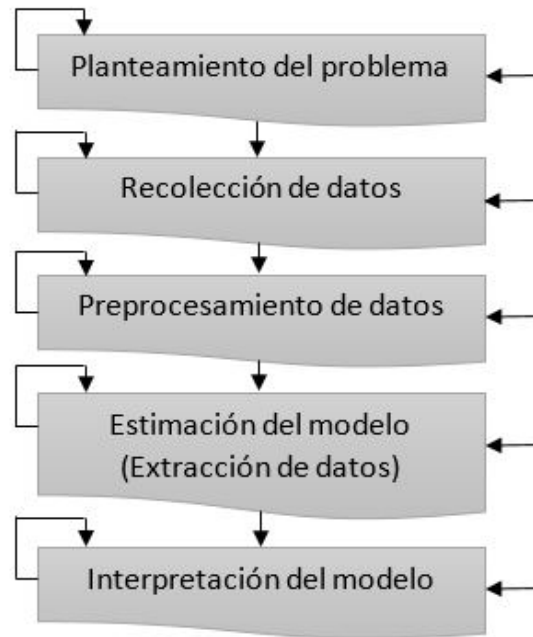 Planteamiento del problema
Recolección de datos
Preprocesamiento de datos
Estimación del modelo
(Extracción de datos)
Interpretación del modelo